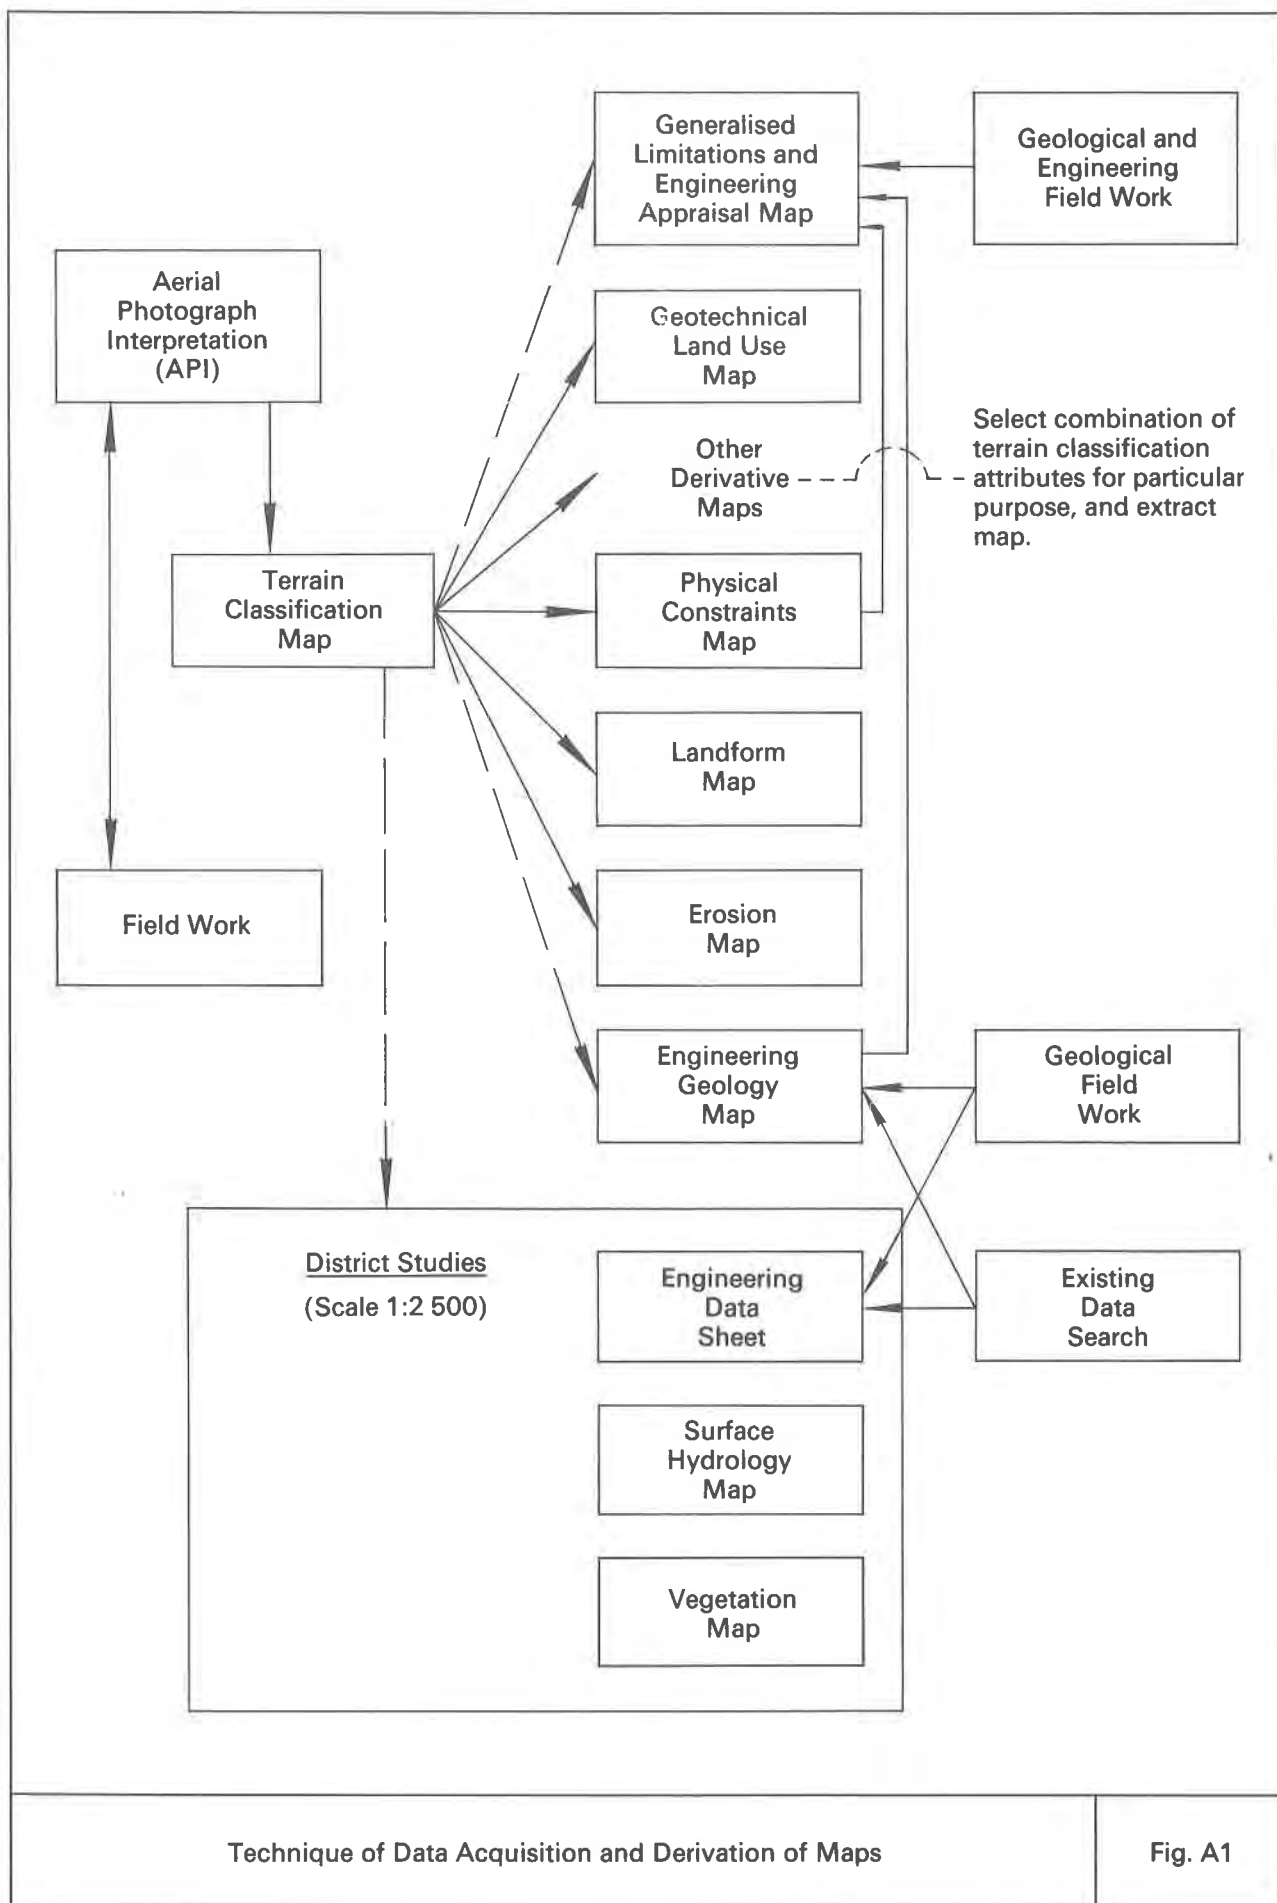 Generalised
Limitations and
Engineering
Appraisal Map
Geological and
Engineering
Field Work
Aerial
Photograph
Interpretation
(API)
Geotechnical
Land Use
Map
Other
Derivative
Maps
Select combination of
terrain classification
attributes for particular
purpose, and extract
map.
Terrain
Classification
Map
Physical
Constraints
Map
Landform
Map
Field Work
Erosion
Map
Engineering
Geology
Map
Geological
Field
Work
District Studies
(Scale 1:2 500)
Engineering
Data
Sheet
Existing
Data
Search
Surface
Hydrology
Map
Vegetation
Map
Technique of Data Acquisition and Derivation of Maps
Fig. A1